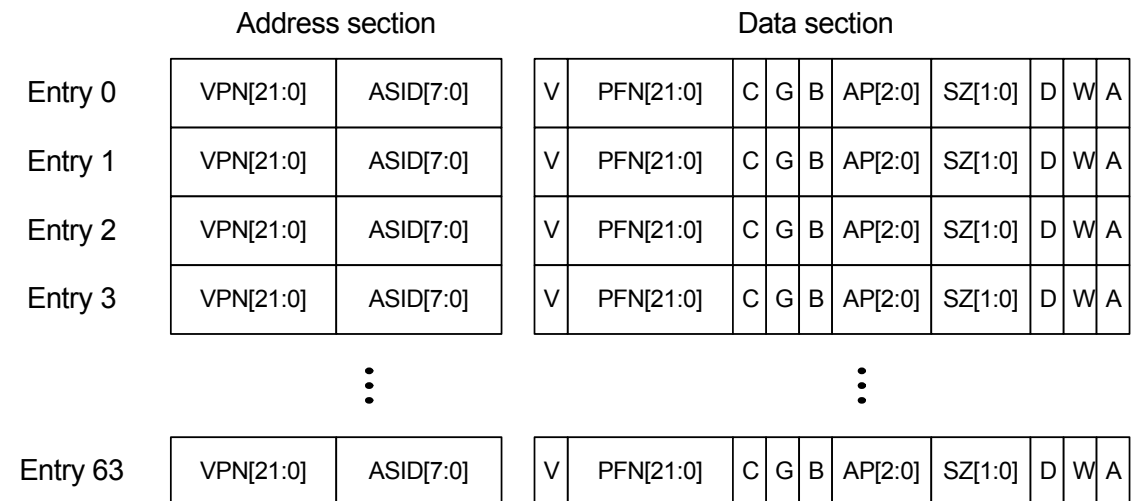 Address section Data section
Entry 0 VPN[21:0] ASID[7:0] V PFN[21:0] C G B AP[2:0] SZ[1:0] D W A
Entry 1 VPN[21:0] ASID[7:0] V PFN[21:0] C G B AP[2:0] SZ[1:0] D W A
Entry 2 VPN[21:0] ASID[7:0] V PFN[21:0] C G B AP[2:0] SZ[1:0] D W A
Entry 3 VPN[21:0] ASID[7:0] V PFN[21:0] C G B AP[2:0] SZ[1:0] D W A
Entry 63 VPN[21:0] ASID[7:0] V PFN[21:0] C G B AP[2:0] SZ[1:0] D W A